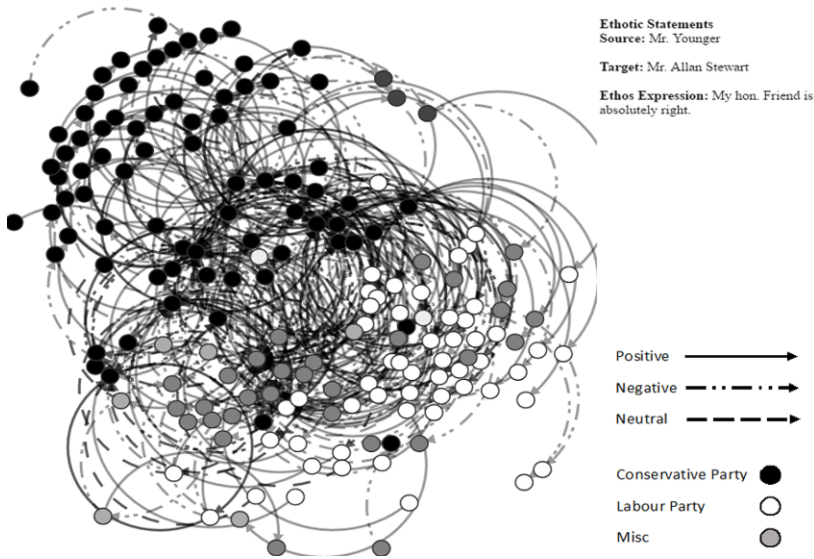 Ethotic Statements
Source: Mr. Younger
Target: Mr. Allan Stewart
Ethos Expression: My hon. Friend is
absolutely right.
Positive
Negative
Neutral
Conservative Party
Labour Party
Misc